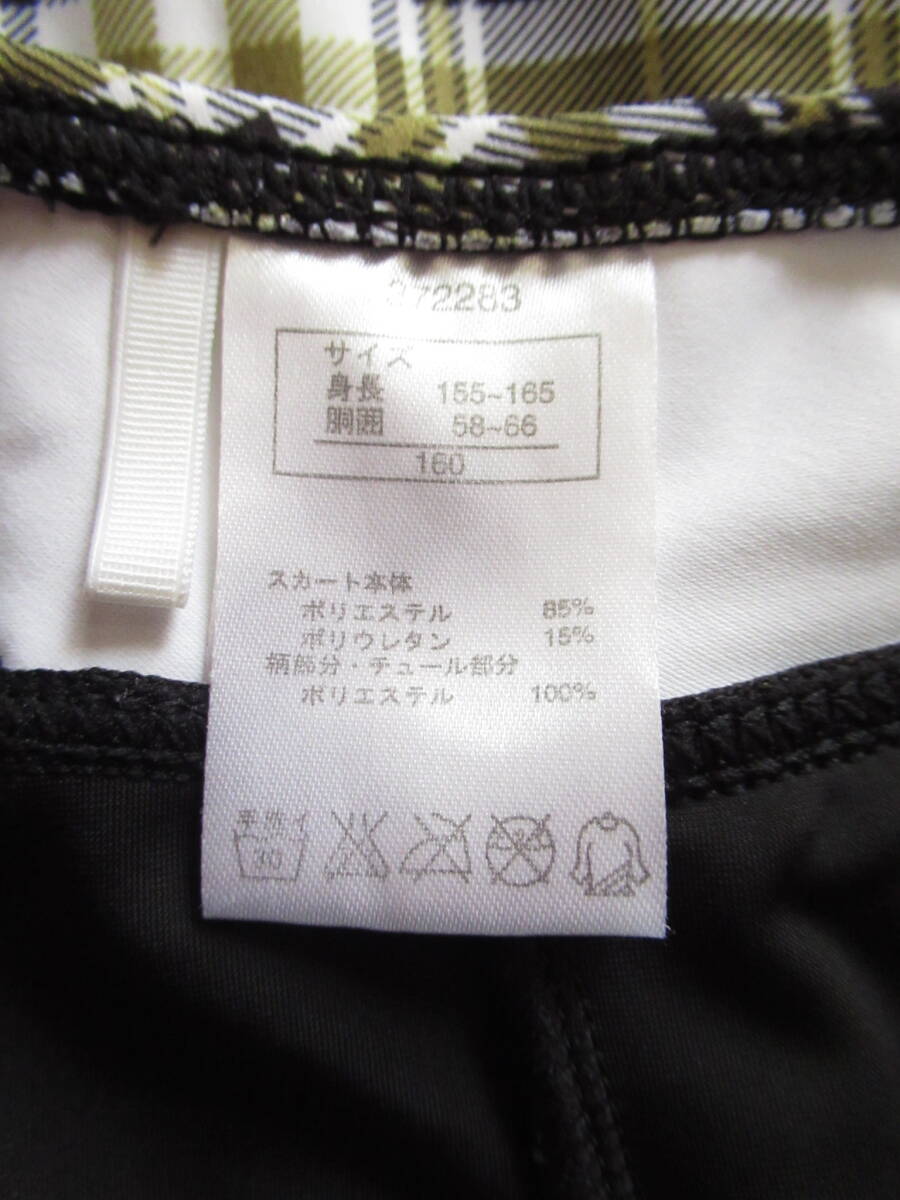 372283
サイズ
身長 155~165
胴囲 58~66
160
スカート本体
ポリエステル 85%
ポリウレタン 15%
柄部分・チュール部分
ポリエステル 100%
手洗イ
30